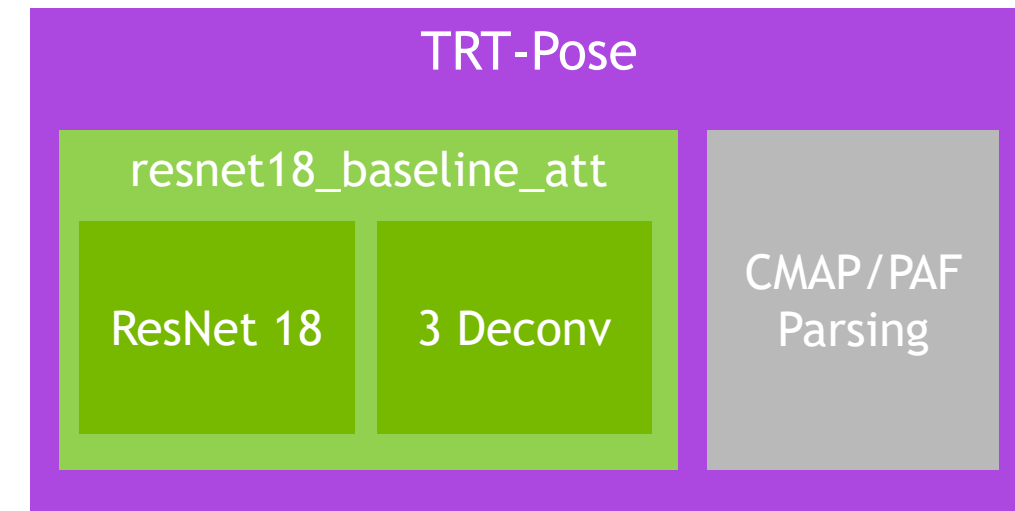 TRT-Pose
resnet18_baseline_att
ResNet 18
3 Deconv
CMAP/PAF
Parsing